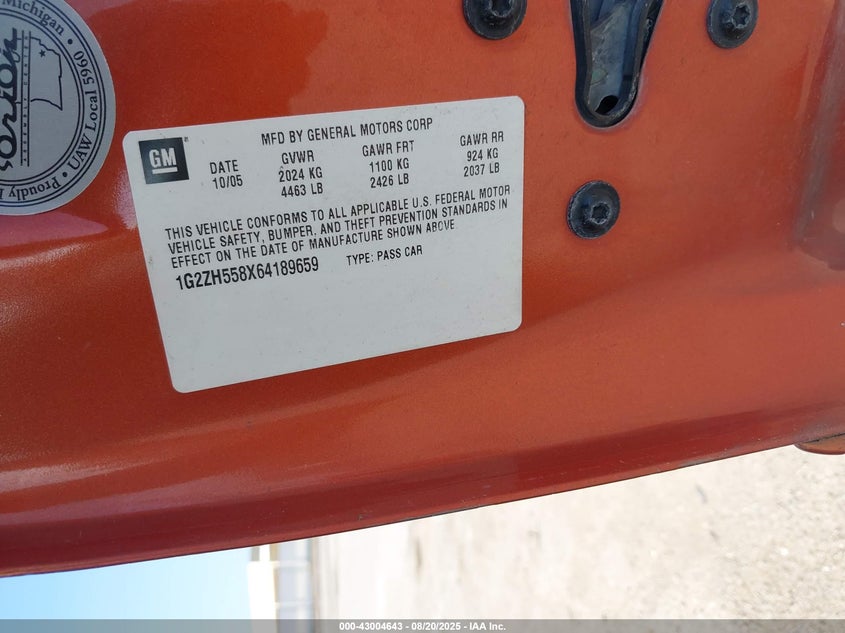 Michigan
Orion
ASSEMBLY CENTER
Proudly
UAW Local 5960
GM
MFD BY GENERAL MOTORS CORP
DATE GVWR GAWR FRT GAWR RR
10/05 2024 KG 1100 KG 924 KG
4463 LB 2426 LB 2037 LB
THIS VEHICLE CONFORMS TO ALL APPLICABLE U.S. FEDERAL MOTOR
VEHICLE SAFETY, BUMPER, AND THEFT PREVENTION STANDARDS IN
EFFECT ON THE DATE OF MANUFACTURE SHOWN ABOVE.
1G2ZH558X64189659 TYPE: PASS CAR
000-43004643 - 08/20/2025 - IAA Inc.